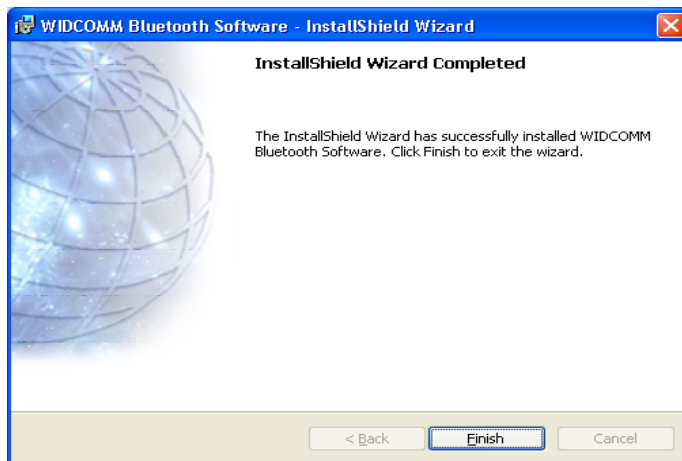 WIDCOMM Bluetooth Software - InstallShield Wizard
InstallShield Wizard Completed
The InstallShield Wizard has successfully installed WIDCOMM
Bluetooth Software. Click Finish to exit the wizard.
< Back
Finish
Cancel